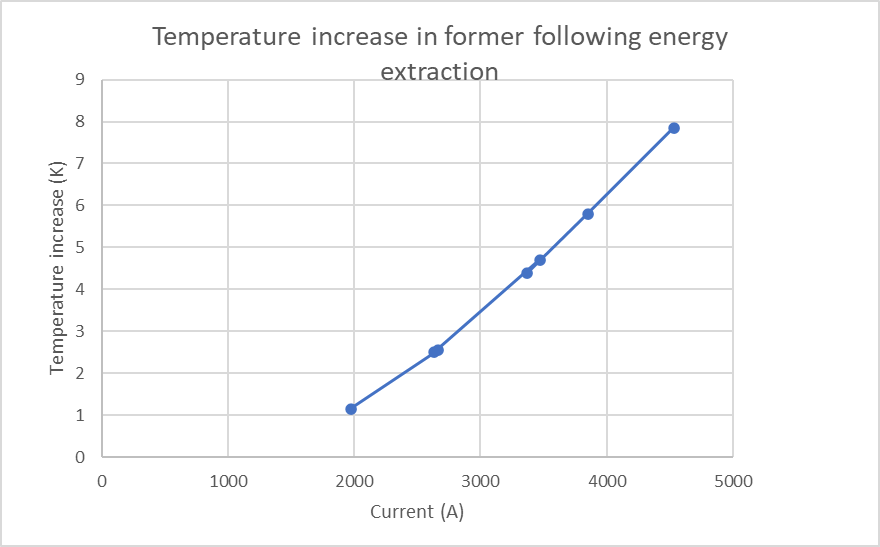 Temperature increase in former following energy
extraction
9
8
7
6
5
4
3
2
1
0
Temperature increase (K)
0 1000 2000 3000 4000 5000
Current (A)